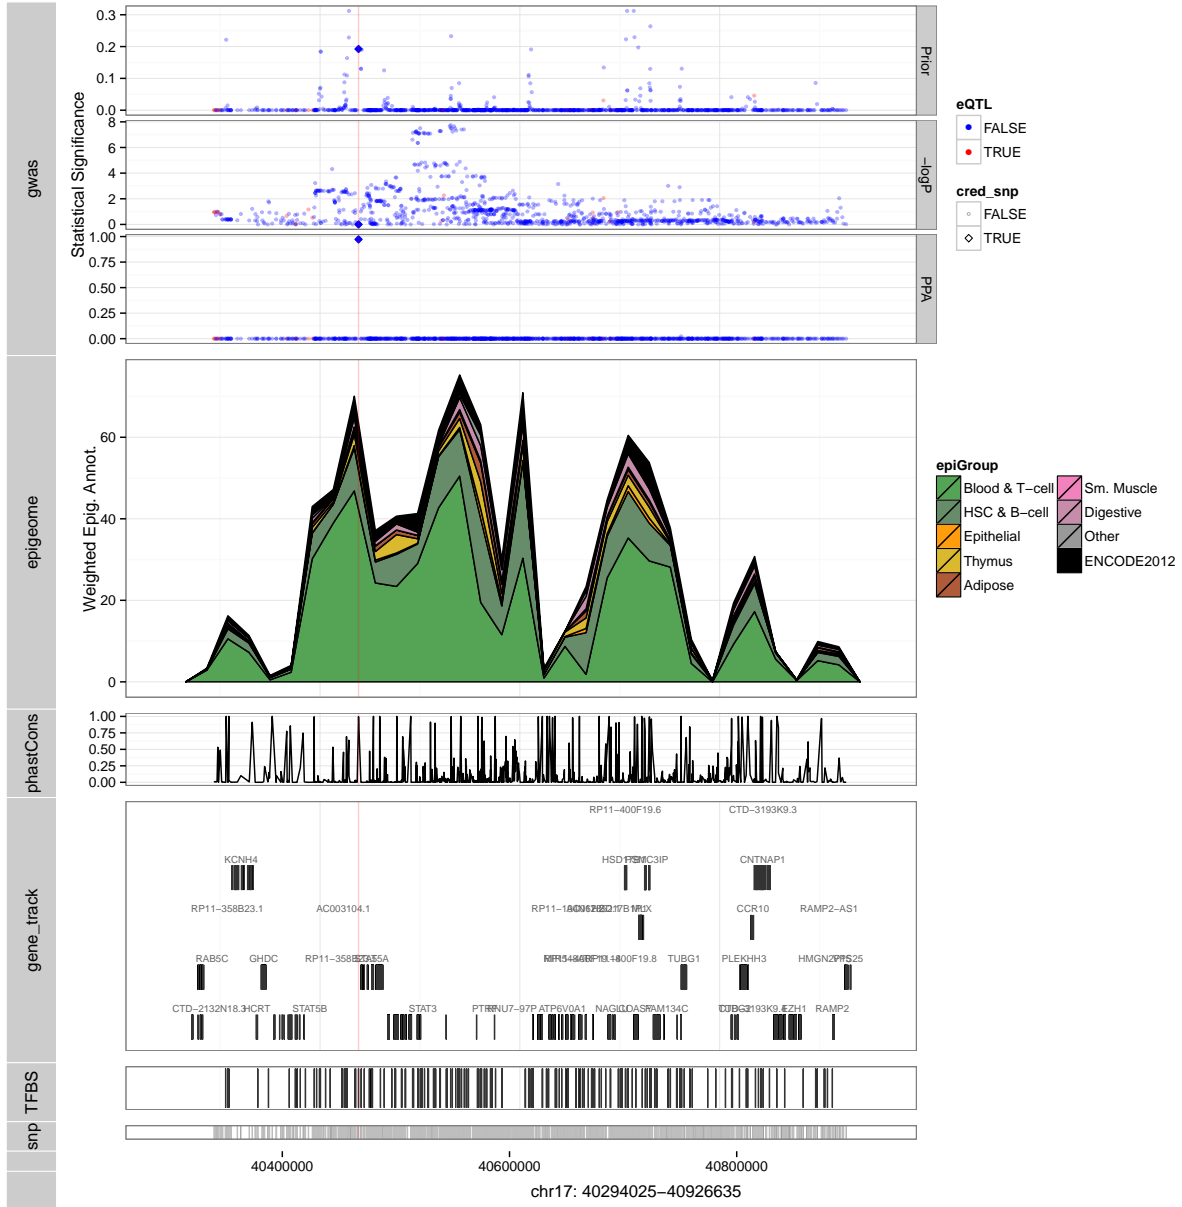 gwas
Statistical Significance
0.3
0.2
0.1
0.0
Prior
8
6
4
2
0
−logP
1.00
0.75
0.50
0.25
0.00
PPA
eQTL
FALSE
TRUE
cred_snp
FALSE
TRUE
epigeome
Weighted Epig. Annot.
60
40
20
0
epiGroup
Blood & T−cell
HSC & B−cell
Epithelial
Thymus
Adipose
Sm. Muscle
Digestive
Other
ENCODE2012
phastCons
1.00
0.75
0.50
0.25
0.00
gene_track
RP11−400F19.6 CTD−3193K9.3
KCNH4 CNTNAP1
RP11−358B23.1 AC003104.1 CCR10 RAMP2−AS1
RAB5C GHDC TUBG1 PLEKHH3
CTD−2132N18.3 HCRT STAT5B STAT3 ATP6V0A1 EZH1 RAMP2
TFBS
snp
40400000 40600000 40800000
chr17: 40294025−40926635